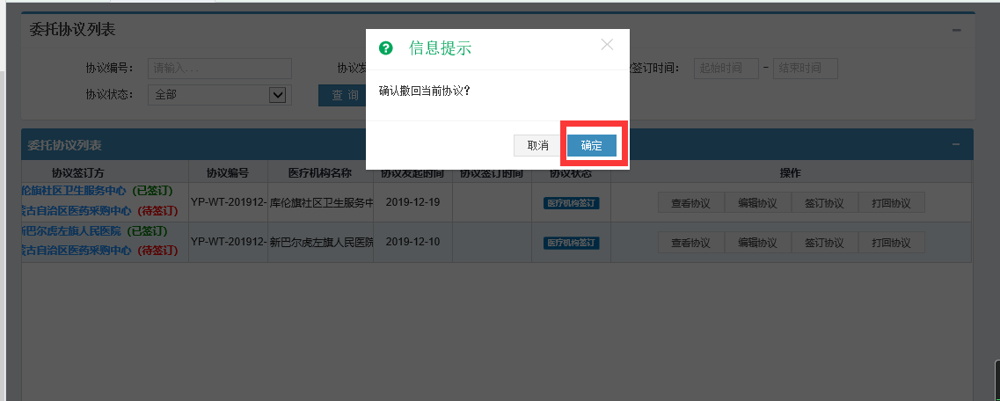 委托协议列表
信息提示
协议编号： 请输入... 协议发 签订时间： 起始时间 - 结束时间
确认撤回当前协议？
协议状态： 全部 查 询
取消 确定
委托协议列表
协议签订方 协议编号 医疗机构名称 协议发起时间 协议签订时间 协议状态 操作
伦旗社区卫生服务中心 (已签订)
蒙古自治区医药采购中心 (待签订)
YP-WT-201912- 库伦旗社区卫生服务中 2019-12-19 医疗机构签订 查看协议 编辑协议 签订协议 打回协议
新巴尔虎左旗人民医院 (已签订)
蒙古自治区医药采购中心 (待签订)
YP-WT-201912- 新巴尔虎左旗人民医院 2019-12-10 医疗机构签订 查看协议 编辑协议 签订协议 打回协议